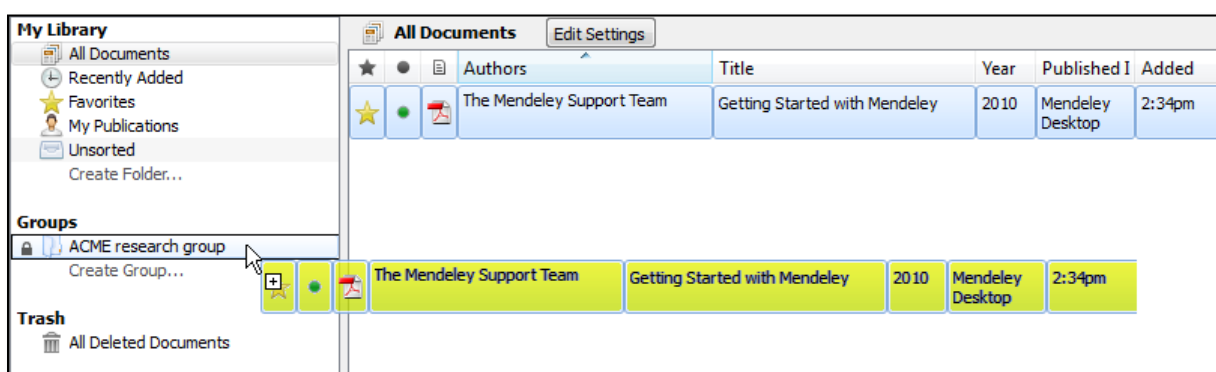 My Library
All Documents
Recently Added
Favorites
My Publications
Unsorted
Create Folder...
Groups
ACME research group
Create Group...
Trash
All Deleted Documents
All Documents Edit Settings
Authors Title Year Published I Added
The Mendeley Support Team Getting Started with Mendeley 2010 Mendeley 2:34pm
Desktop
The Mendeley Support Team Getting Started with Mendeley 2010 Mendeley 2:34pm
Desktop